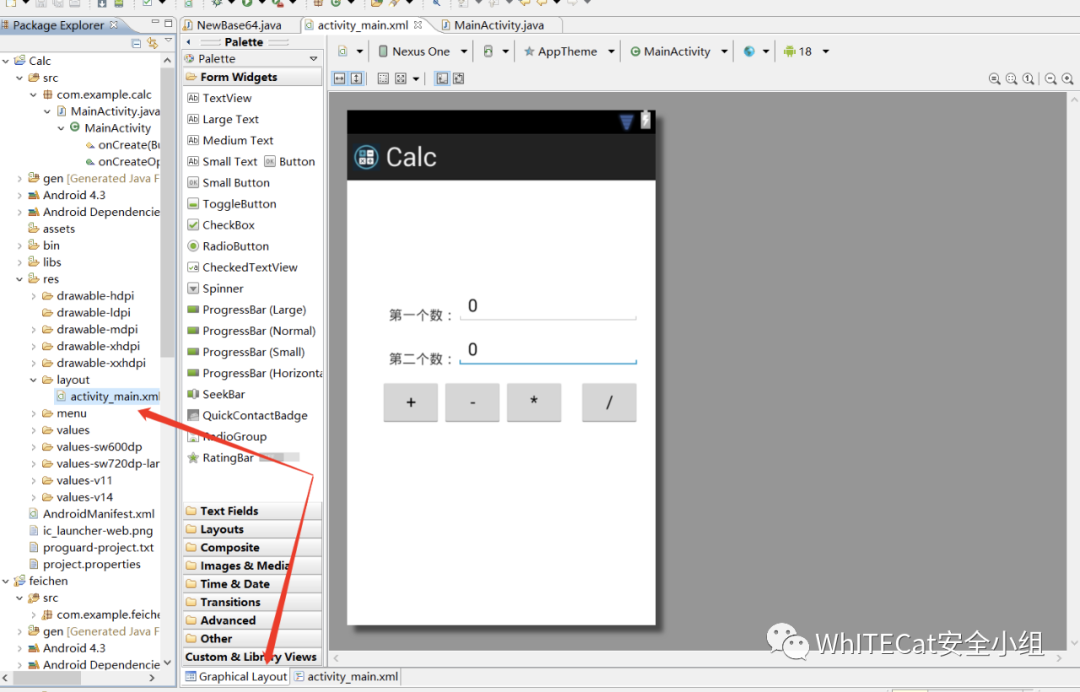 NewBase64.java
activity_main.xml
MainActivity.java
Package Explorer
Calc
src
com.example.calc
MainActivity.java
MainActivity
onCreate(Bu
onCreateOp
gen [Generated Java F
Android 4.3
Android Dependencie
assets
bin
libs
res
drawable-hdpi
drawable-ldpi
drawable-mdpi
drawable-xhdpi
drawable-xxhdpi
layout
activity_main.xml
menu
values
values-sw600dp
values-sw720dp-lar
values-v11
values-v14
AndroidManifest.xml
ic_launcher-web.png
proguard-project.txt
project.properties
feichen
src
com.example.feiche
gen [Generated Java F
Android 4.3
Android Dependencie
Palette
Palette
Form Widgets
Ab TextView
Ab Large Text
Ab Medium Text
Ab Small Text OK Button
OK Small Button
ToggleButton
CheckBox
RadioButton
CheckedTextView
Spinner
ProgressBar (Large)
ProgressBar (Normal)
ProgressBar (Small)
ProgressBar (Horizonta
SeekBar
QuickContactBadge
RadioGroup
RatingBar
Text Fields
Layouts
Composite
Images & Media
Time & Date
Transitions
Advanced
Other
Custom & Library Views
Graphical Layout
activity_main.xml
Nexus One
AppTheme
MainActivity
18
Calc
第一个数： 0
第二个数： 0
+ - * /
WhITECat安全小组